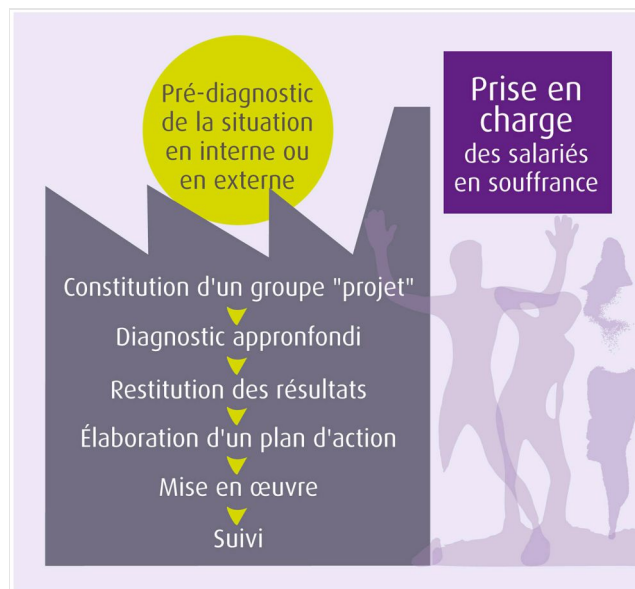 Pré-diagnostic
de la situation
en interne ou
en externe
Prise en
charge
des salariés
en souffrance
Constitution d'un groupe "projet"
Diagnostic appronfondi
Restitution des résultats
Élaboration d'un plan d'action
Mise en œuvre
Suivi